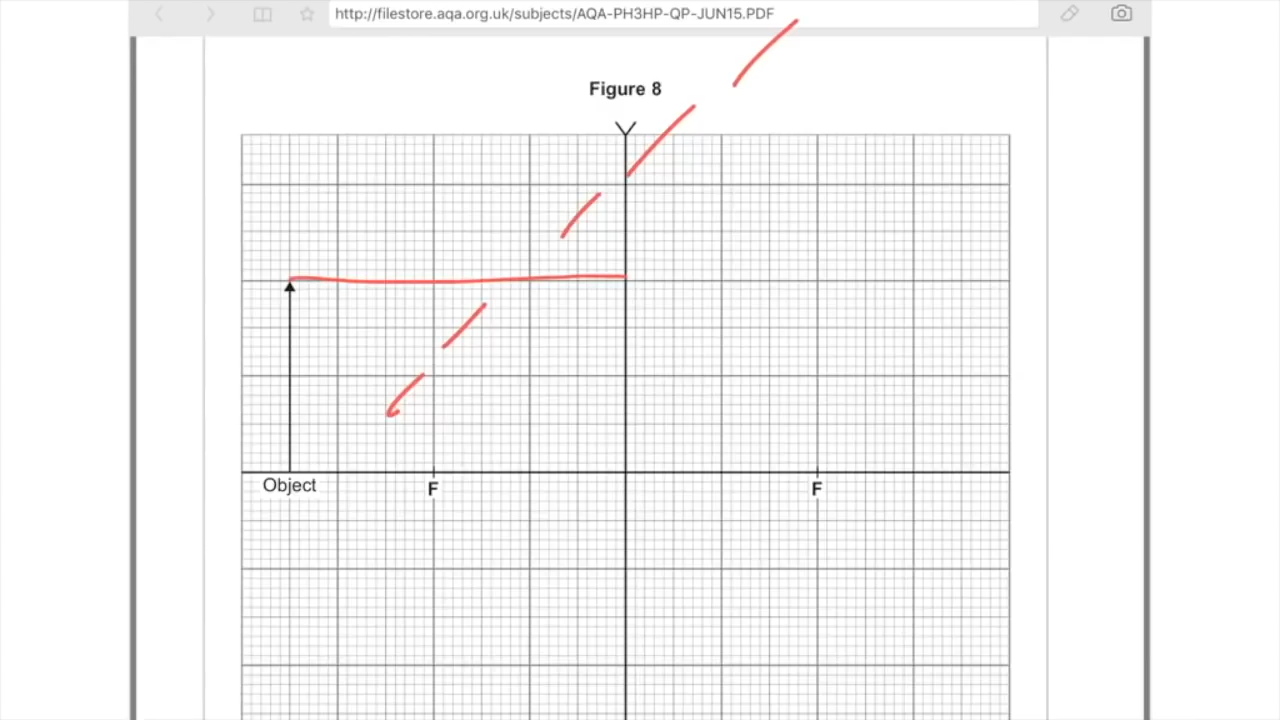 http://filestore.aqa.org.uk/subjects/AQA-PH3HP-QP-JUN15.PDF
Figure 8
Object
F
F